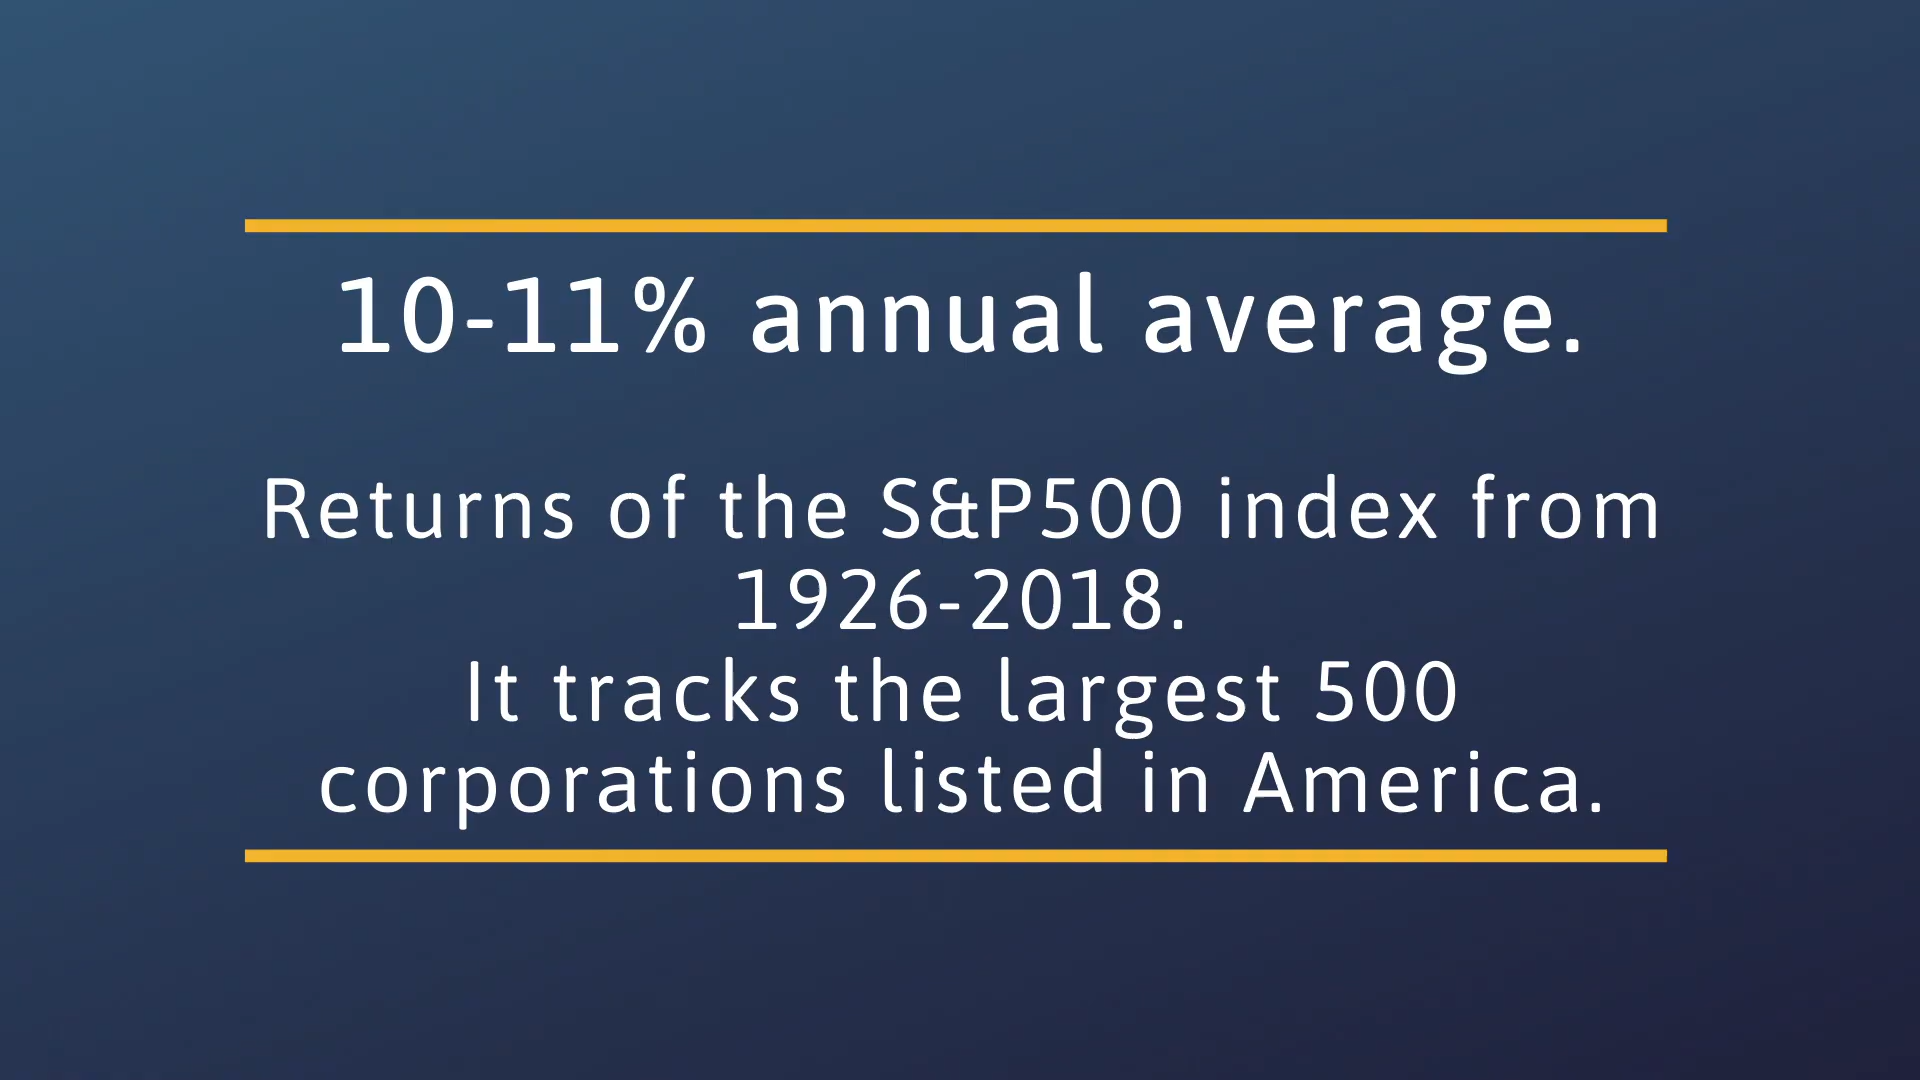 10-11% annual average.
Returns of the S&P500 index from
1926-2018.
It tracks the largest 500
corporations listed in America.